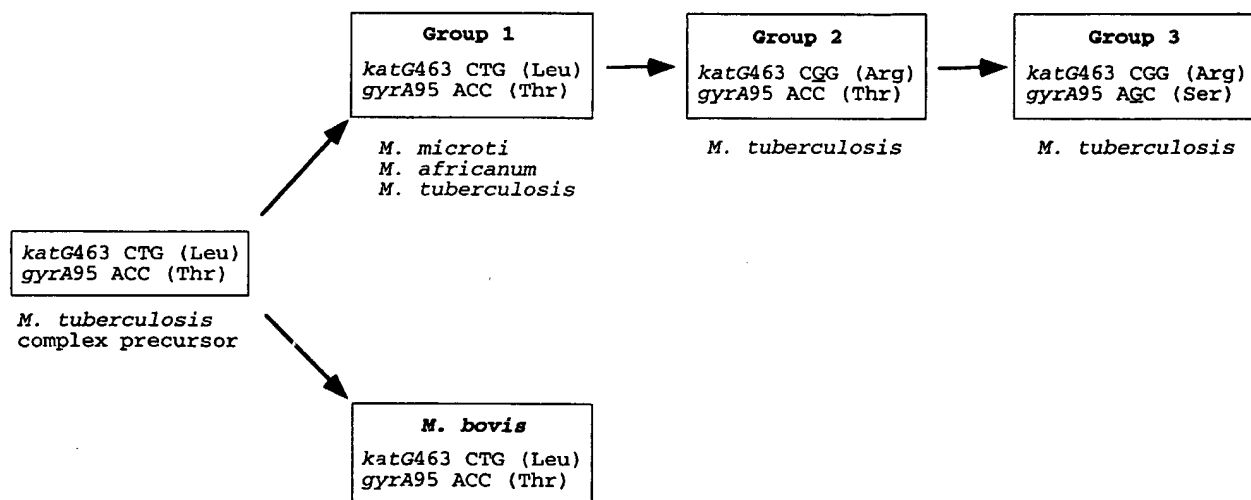 Group 1
katG463 CTG (Leu)
gyrA95 ACC (Thr)
M. microti
M. africanum
M. tuberculosis
Group 2
katG463 CGG (Arg)
gyrA95 ACC (Thr)
M. tuberculosis
Group 3
katG463 CGG (Arg)
gyrA95 AGC (Ser)
M. tuberculosis
katG463 CTG (Leu)
gyrA95 ACC (Thr)
M. tuberculosis
complex precursor
M. bovis
katG463 CTG (Leu)
gyrA95 ACC (Thr)